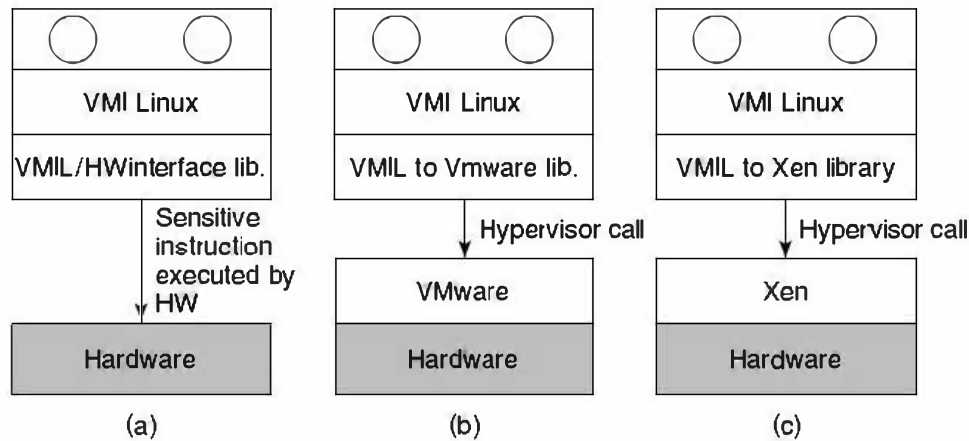 VMI Linux
VMIL/HWinterface lib.
Sensitive
instruction
executed by
HW
Hardware
(a)
VMI Linux
VMIL to Vmware lib.
Hypervisor call
VMware
Hardware
(b)
VMI Linux
VMIL to Xen library
Hypervisor call
Xen
Hardware
(c)